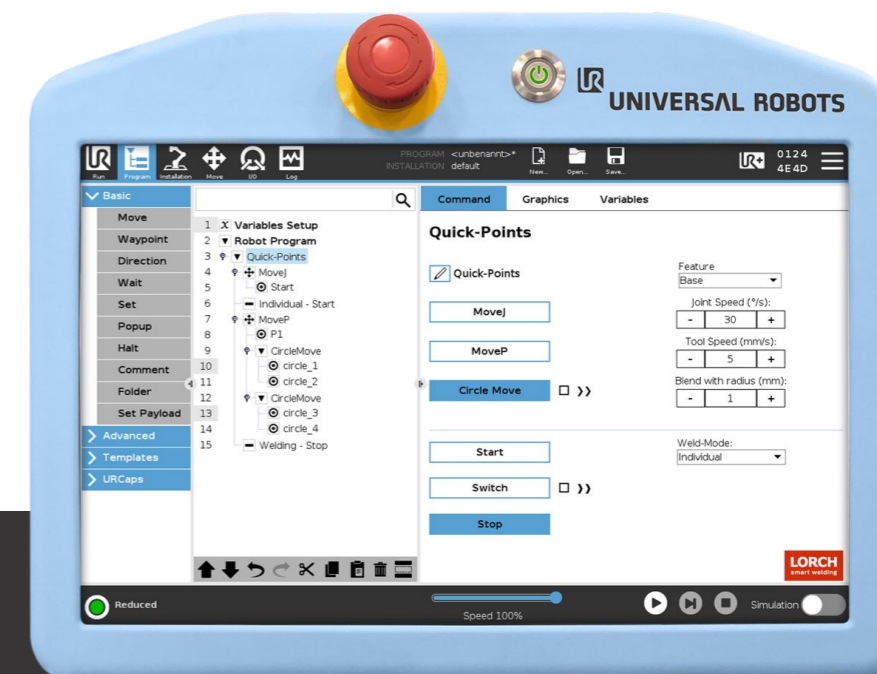 UR
UNIVERSAL ROBOTS
UR
Run
Program
Installation
Move
I/O
Log
PROGRAM <unbenannt>*
INSTALLATION default
New...
Open...
Save...
UR+
0124
4E4D
Basic
Move
Waypoint
Direction
Wait
Set
Popup
Halt
Comment
Folder
Set Payload
Advanced
Templates
URCaps
1 X Variables Setup
2 Robot Program
3 Quick-Points
4 MoveJ
5 Start
6 Individual - Start
7 MoveP
8 P1
9 CircleMove
10 circle_1
11 circle_2
12 CircleMove
13 circle_3
14 circle_4
15 Welding - Stop
Command Graphics Variables
Quick-Points
Quick-Points
MoveJ
MoveP
Circle Move
Feature
Base
Joint Speed (°/s):
- 30 +
Tool Speed (mm/s):
- 5 +
Blend with radius (mm):
- 1 +
Start
Switch
Stop
Weld-Mode:
Individual
LORCH
smart welding
Reduced
Speed 100%
Simulation